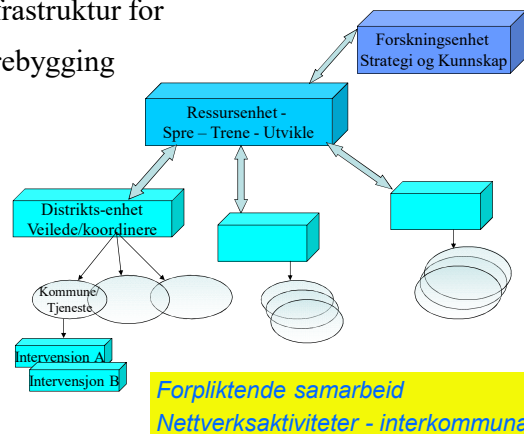 frastruktur for
rebygging
Forskningsenhet
Strategi og Kunnskap
Ressursenhet -
Spre – Trene - Utvikle
Distrikts-enhet
Veilede/koordinere
Kommune/
Tjeneste
Intervensjon A
Intervensjon B
Forpliktende samarbeid
Nettverksaktiviteter - interkommuna